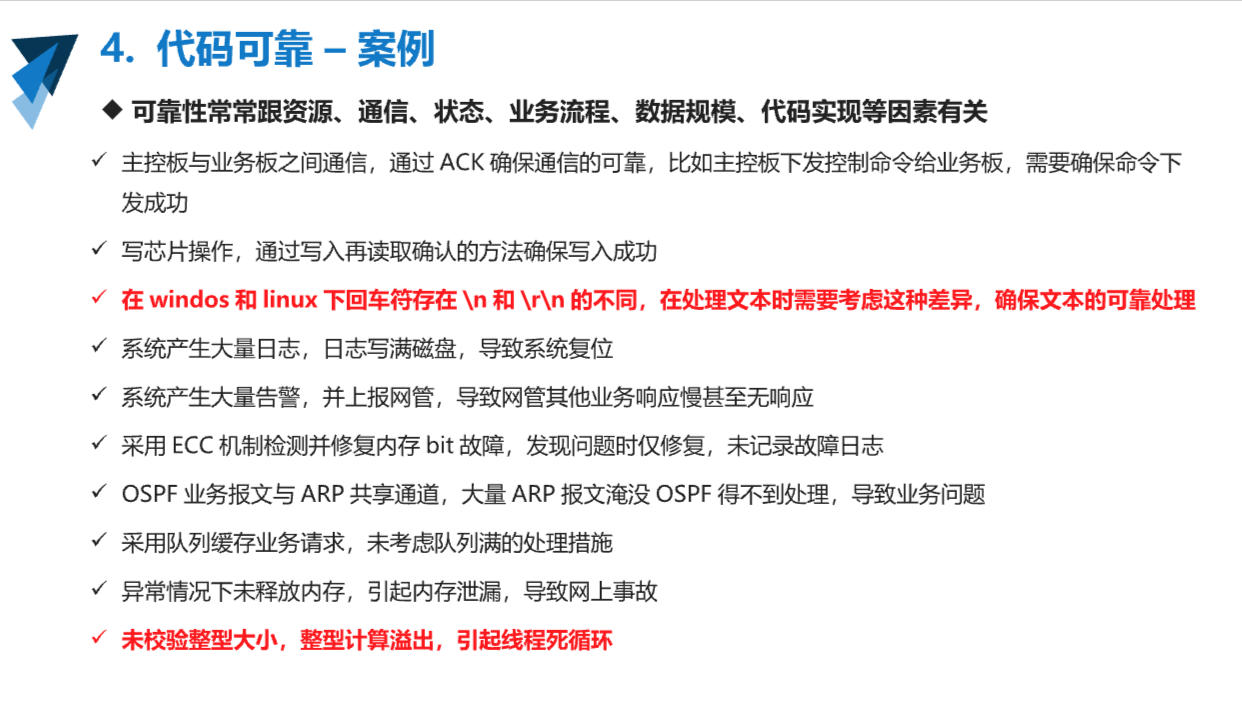 4. 代码可靠 – 案例
◆ 可靠性常常跟资源、通信、状态、业务流程、数据规模、代码实现等因素有关
✓ 主控板与业务板之间通信，通过 ACK 确保通信的可靠，比如主控板下发控制命令给业务板，需要确保命令下
发成功
✓ 写芯片操作，通过写入再读取确认的方法确保写入成功
✓ 在 windos 和 linux 下回车符存在 \n 和 \r\n 的不同，在处理文本时需要考虑这种差异，确保文本的可靠处理
✓ 系统产生大量日志，日志写满磁盘，导致系统复位
✓ 系统产生大量告警，并上报网管，导致网管其他业务响应慢甚至无响应
✓ 采用 ECC 机制检测并修复内存 bit 故障，发现问题时仅修复，未记录故障日志
✓ OSPF 业务报文与 ARP 共享通道，大量 ARP 报文淹没 OSPF 得不到处理，导致业务问题
✓ 采用队列缓存业务请求，未考虑队列满的处理措施
✓ 异常情况下未释放内存，引起内存泄漏，导致网上事故
✓ 未校验整型大小，整型计算溢出，引起线程死循环